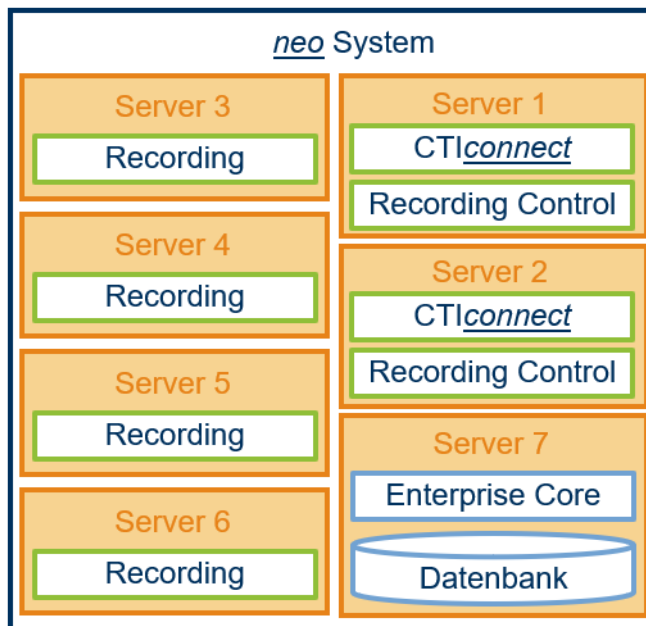 neo System
Server 3
Recording
Server 4
Recording
Server 5
Recording
Server 6
Recording
Server 1
CTIconnect
Recording Control
Server 2
CTIconnect
Recording Control
Server 7
Enterprise Core
Datenbank